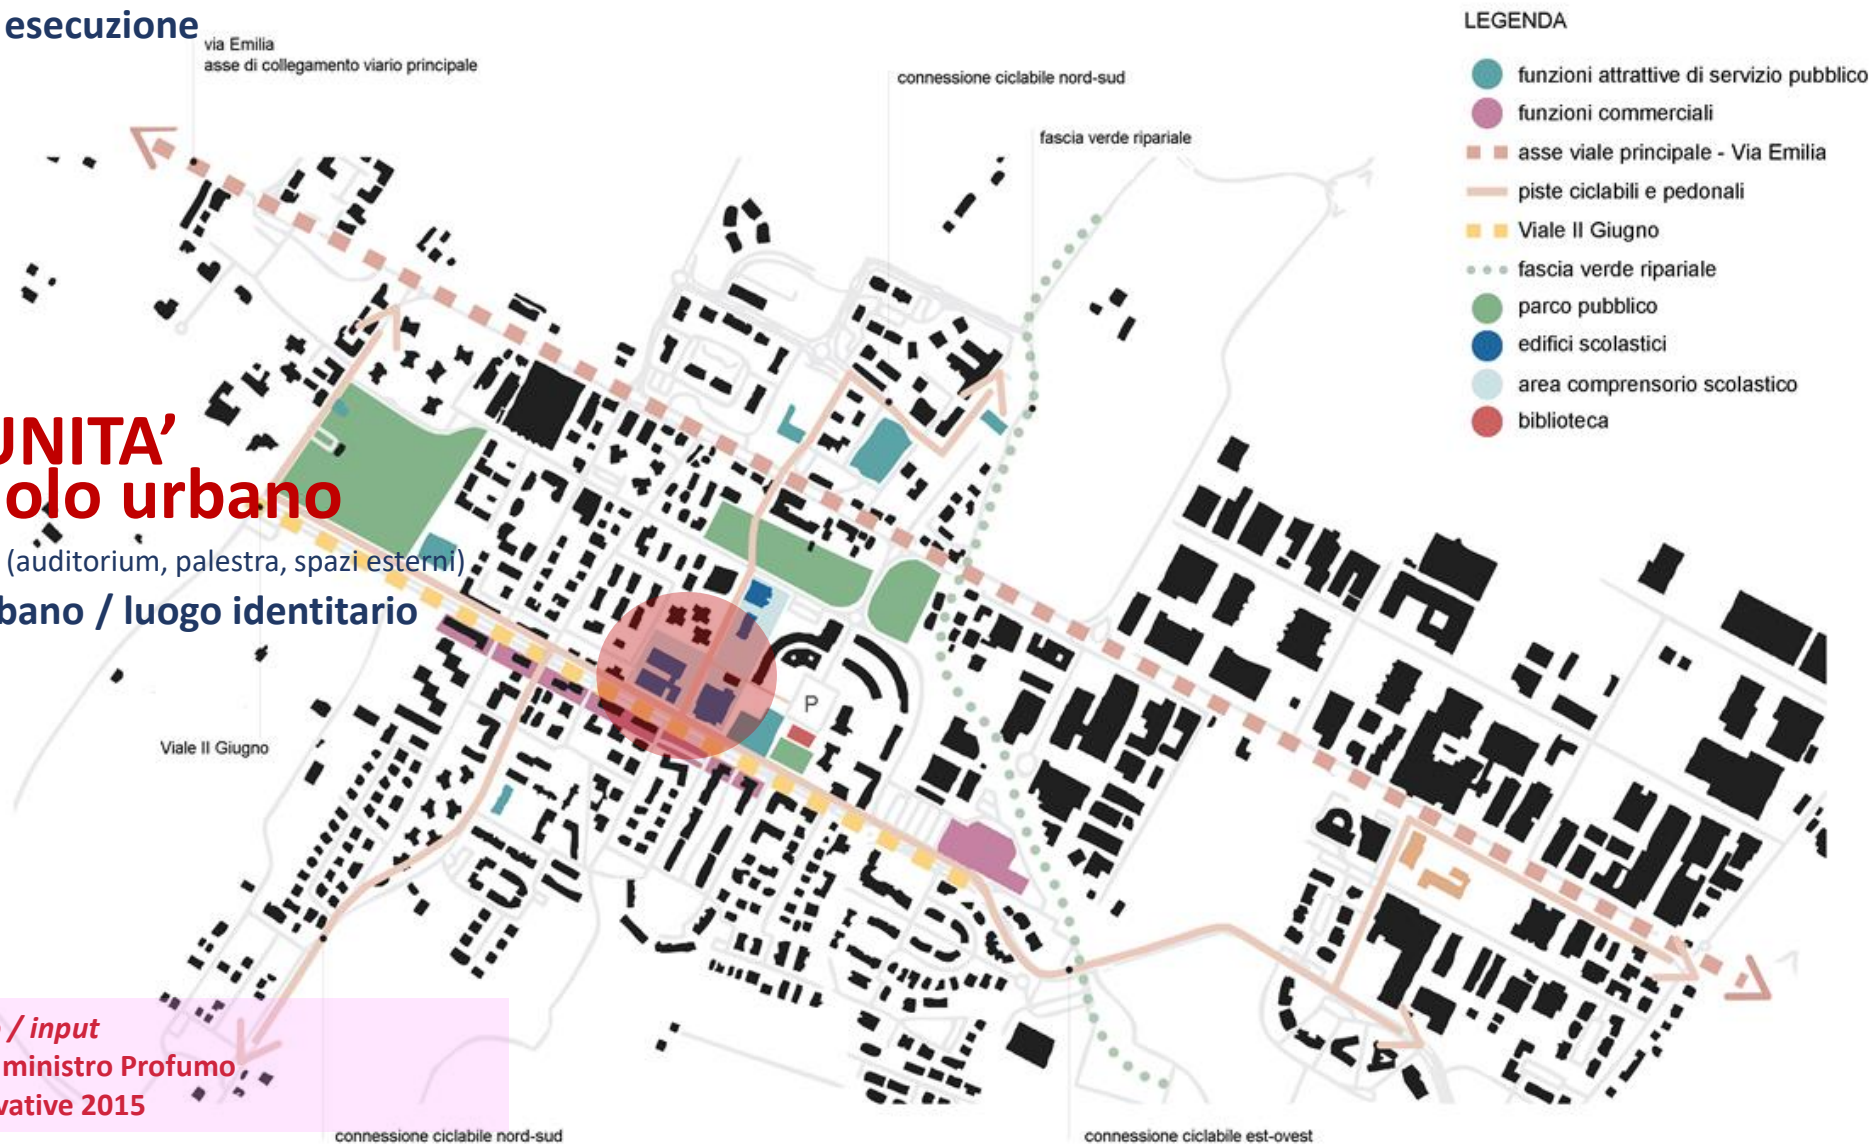 esecuzione
via Emilia
asse di collegamento viario principale
connessione ciclabile nord-sud
fascia verde ripariale
LEGENDA
funzioni attrattive di servizio pubblico
funzioni commerciali
asse viale principale - Via Emilia
piste ciclabili e pedonali
Viale II Giugno
fascia verde ripariale
parco pubblico
edifici scolastici
area comprensorio scolastico
biblioteca
UNITA’
olo urbano
(auditorium, palestra, spazi esterni)
bano / luogo identitario
P
Viale II Giugno
/ input
ministro Profumo
vative 2015
connessione ciclabile nord-sud
connessione ciclabile est-ovest